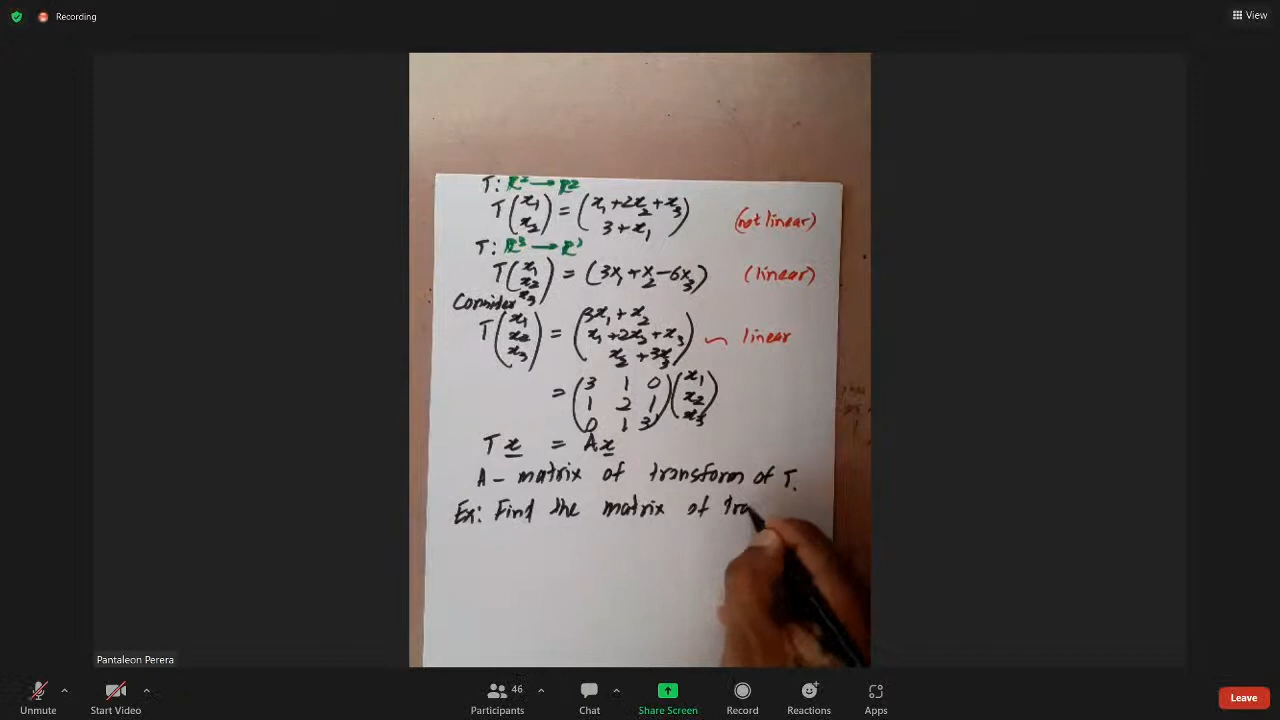 Recording
View
T: R² → R²
T(x₁ x₂) = (x₁+2x₂+x₃ 3+x₁) (not linear)
T: R³ → R¹
T(x₁ x₂ x₃) = (3x₁+x₂-6x₃) (linear)
Consider
T(x₁ x₂ x₃) = (3x₁+x₂ x₁+2x₂+x₃ x₂+3x₃) ~ linear
= (3 1 0 1 2 1 0 1 3)(x₁ x₂ x₃)
T x = A x
A - matrix of transform of T.
Ex: Find the matrix of tra
Pantaleon Perera
Unmute
Start Video
46
Participants
Chat
Share Screen
Record
Reactions
Apps
Leave